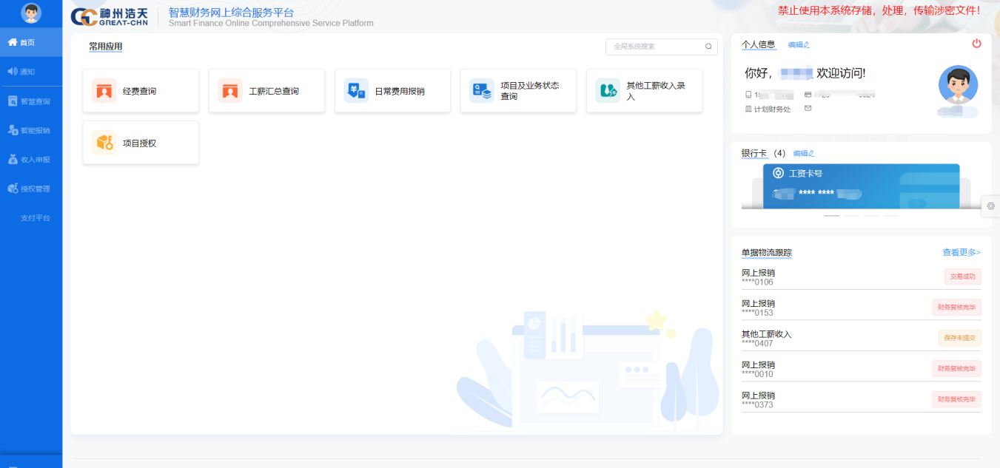 神州浩天
GREAT-CHN
智慧财务网上综合服务平台
Smart Finance Online Comprehensive Service Platform
禁止使用本系统存储，处理，传输涉密文件！
首页
通知
智慧查询
智能报销
收入申报
授权管理
支付平台
常用应用
全局系统搜索
经费查询
工薪汇总查询
日常费用报销
项目及业务状态
查询
其他工薪收入录
入
项目授权
个人信息 编辑
你好， 欢迎访问!
计划财务处
银行卡 （4） 编辑
工资卡号
**** ****
单据物流跟踪 查看更多>
网上报销
****0106
交易成功
网上报销
****0153
财务复核完毕
其他工薪收入
****0407
保存未提交
网上报销
****0010
财务复核完毕
网上报销
****0373
财务复核完毕